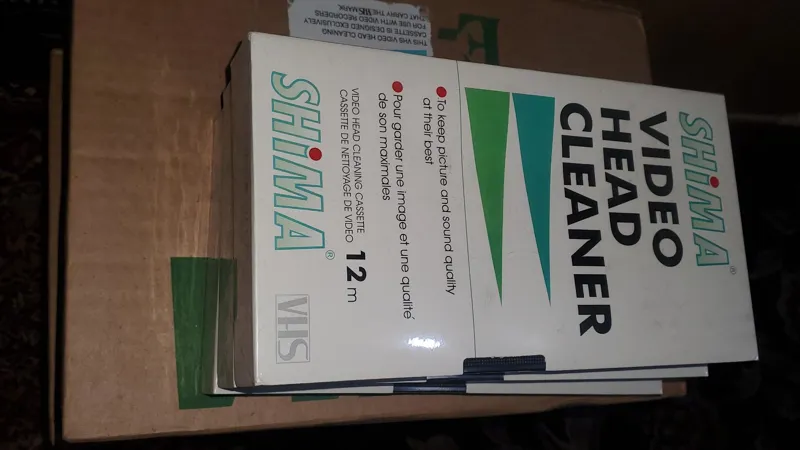 SHiMA®
VIDEO
HEAD
CLEANER
To keep picture and sound quality
at their best
Pour garder une image et une qualité
de son maximales
VIDEO HEAD CLEANING CASSETTE
CASSETTE DE NETTOYAGE DE VIDEO
12 m
SHiMA®
VHS
THIS VHS VIDEO HEAD CLEANING
CASSETTE IS DESIGNED EXCLUSIVELY
FOR USE WITH VIDEO RECORDERS
THAT CARRY THE VHS MARK.